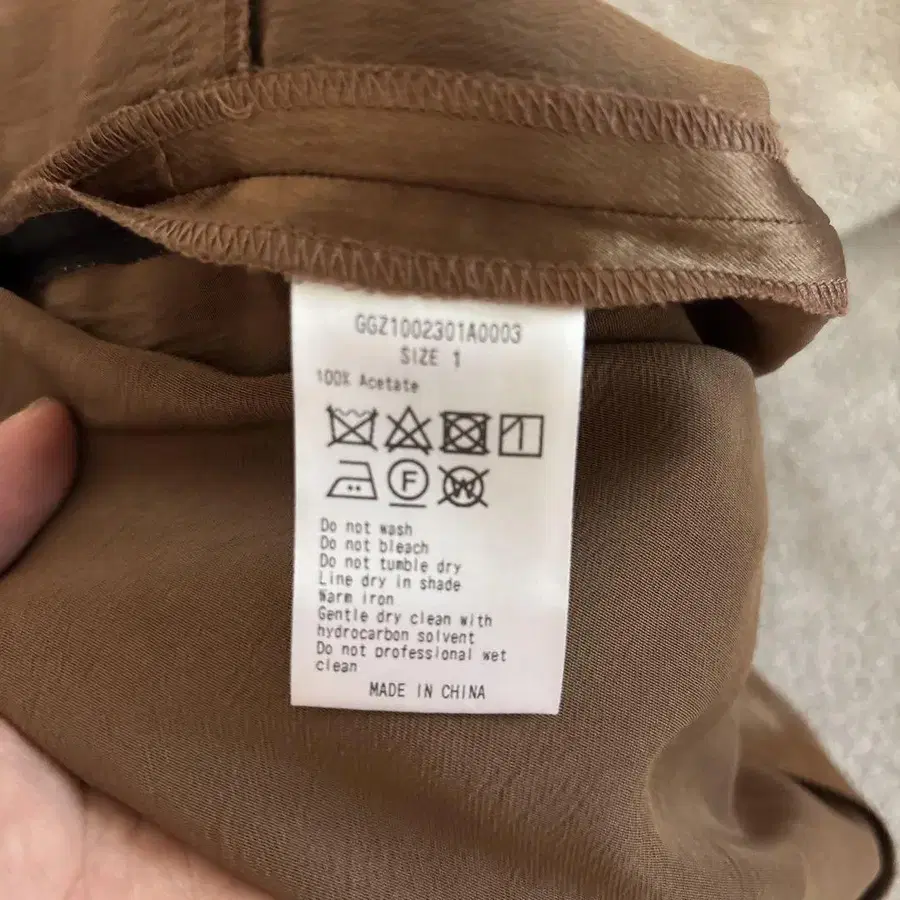 GGZ1002301A0003
SIZE 1
100% Acetate
F W
Do not wash
Do not bleach
Do not tumble dry
Line dry in shade
Warm iron
Gentle dry clean with
hydrocarbon solvent
Do not professional wet
clean
MADE IN CHINA